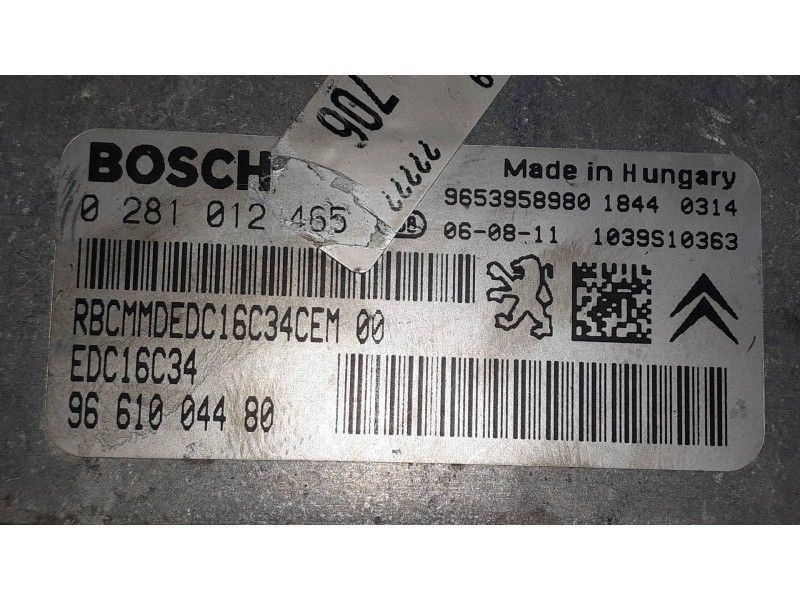 706
BOSCH
Made in Hungary
0 281 012 465
9653958980 1844 0314
06-08-11 1039S10363
RBCMMDEDC16C34CEM 00
EDC16C34
96 610 044 80